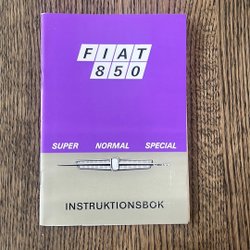 FIAT
850
SUPER NORMAL SPECIAL
INSTRUKTIONSBOK